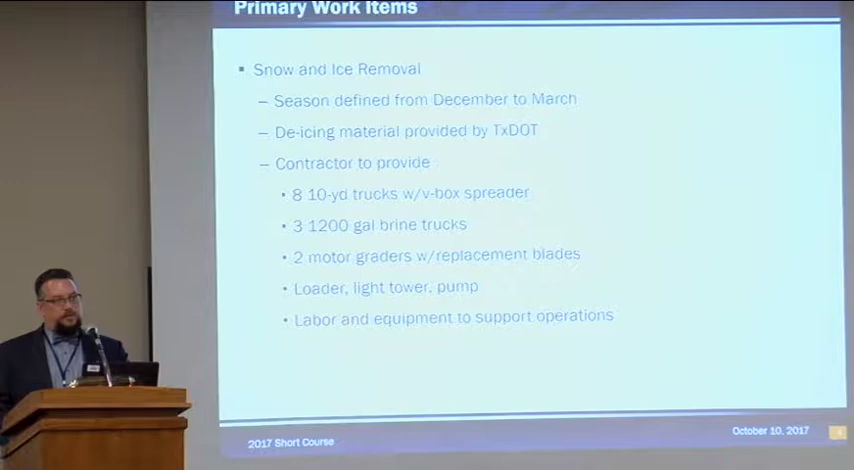 Primary Work Items
▪ Snow and Ice Removal
– Season defined from December to March
– De-icing material provided by TxDOT
– Contractor to provide
• 8 10-yd trucks w/v-box spreader
• 3 1200 gal brine trucks
• 2 motor graders w/replacement blades
• Loader, light tower, pump
• Labor and equipment to support operations
2017 Short Course
October 10, 2017